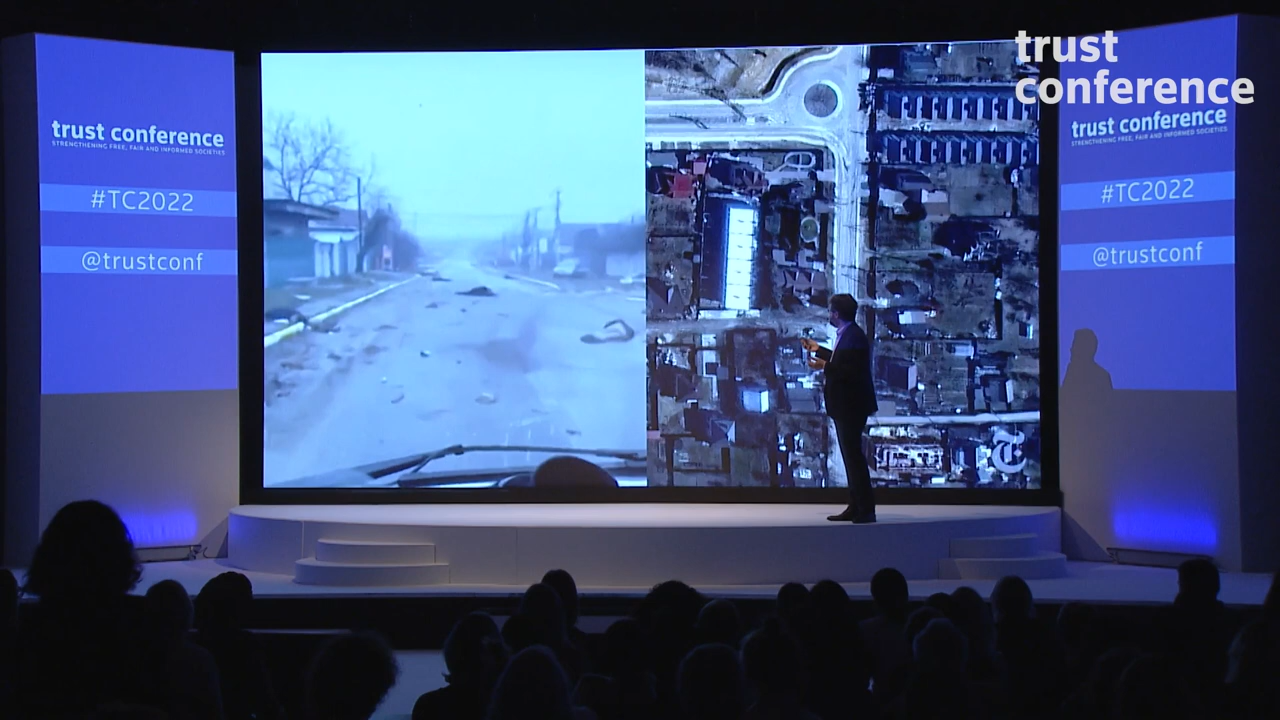 trust
conference
trust conference
STRENGTHENING FREE, FAIR AND INFORMED SOCIETIES
#TC2022
@trustconf
trust conference
STRENGTHENING FREE, FAIR AND INFORMED SOCIETIES
#TC2022
@trustconf